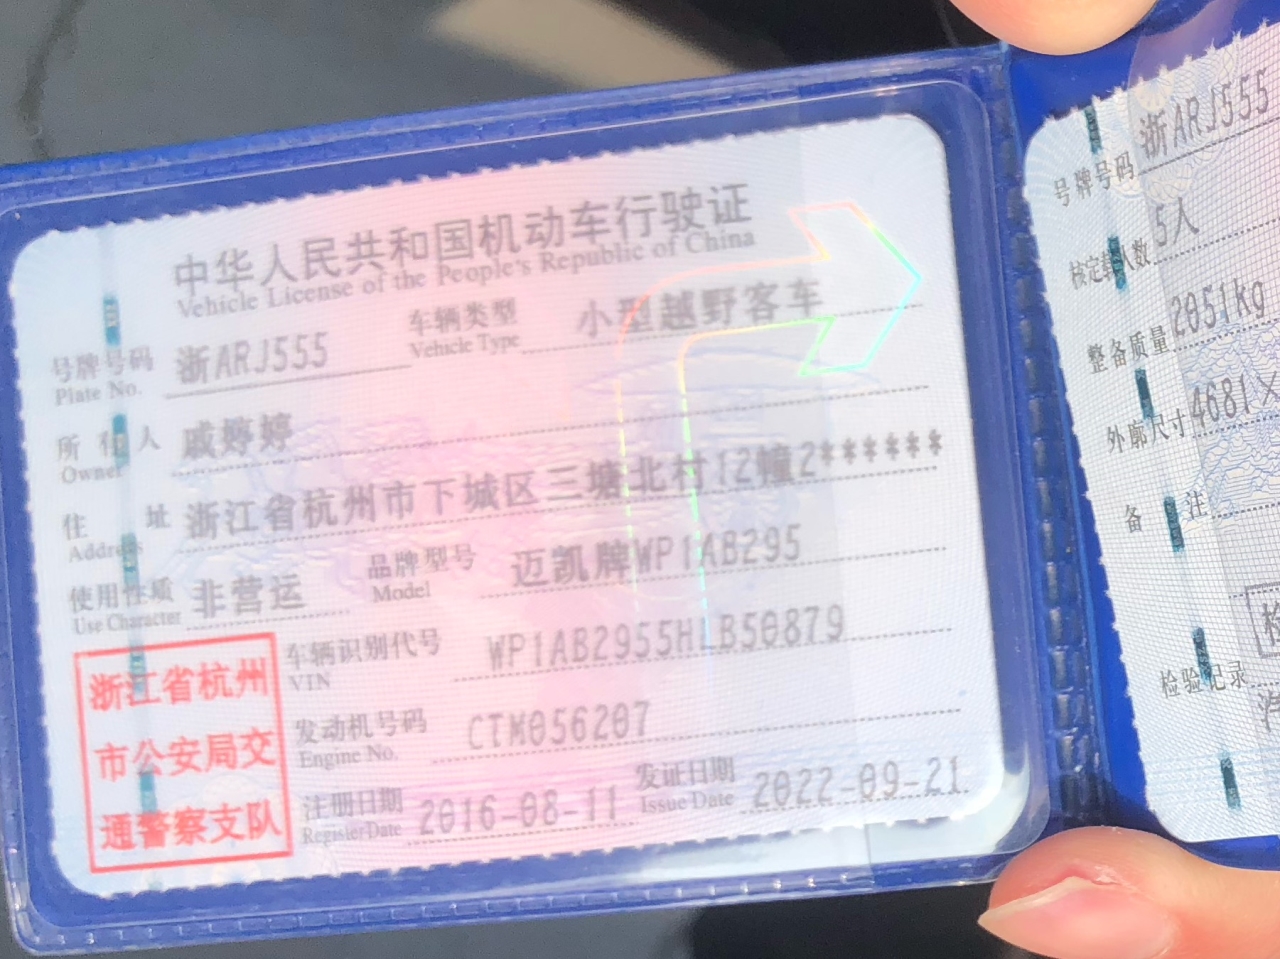 中华人民共和国机动车行驶证
Vehicle License of the People's Republic of China
号牌号码 浙ARJ555 车辆类型 小型越野客车
Plate No. Vehicle Type
所有人 戚婷婷
Owner
住址 浙江省杭州市下城区三塘北村12幢2******
Address
使用性质 非营运 品牌型号 迈凯牌WP1AB295
Use Character Model
车辆识别代号 WP1AB2955HLB50879
VIN
发动机号码 CTM056207
Engine No.
注册日期 2016-08-11 发证日期 2022-09-21
Register Date Issue Date
浙江省杭州
市公安局交
通警察支队
号牌号码 浙ARJ555
核定载人数 5人
整备质量 2051kg
外廓尺寸 4681×
备注
检验记录